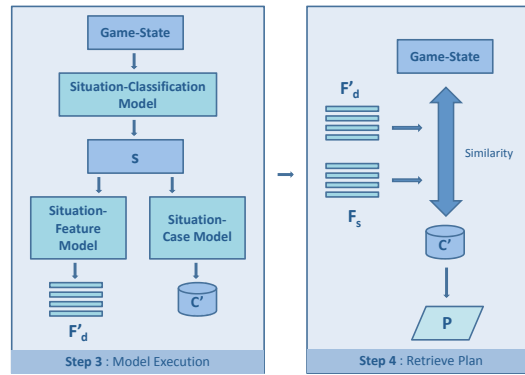 Game-State
Situation-Classification
Model
S
Situation-
Feature
Model
Situation-
Case Model
F'd
C'
Step 3 : Model Execution
Game-State
F'd
Similarity
Fs
C'
P
Step 4 : Retrieve Plan